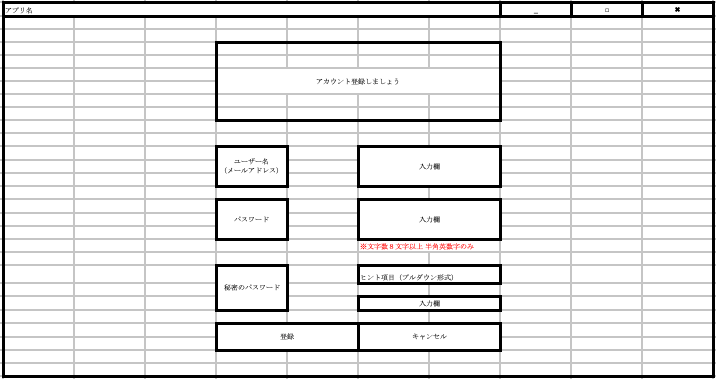 アプリ名 _ □ ✖
アカウント登録しましょう
ユーザー名
(メールアドレス)
入力欄
パスワード
入力欄
※文字数8文字以上 半角英数字のみ
秘密のパスワード
ヒント項目（プルダウン形式）
入力欄
登録
キャンセル